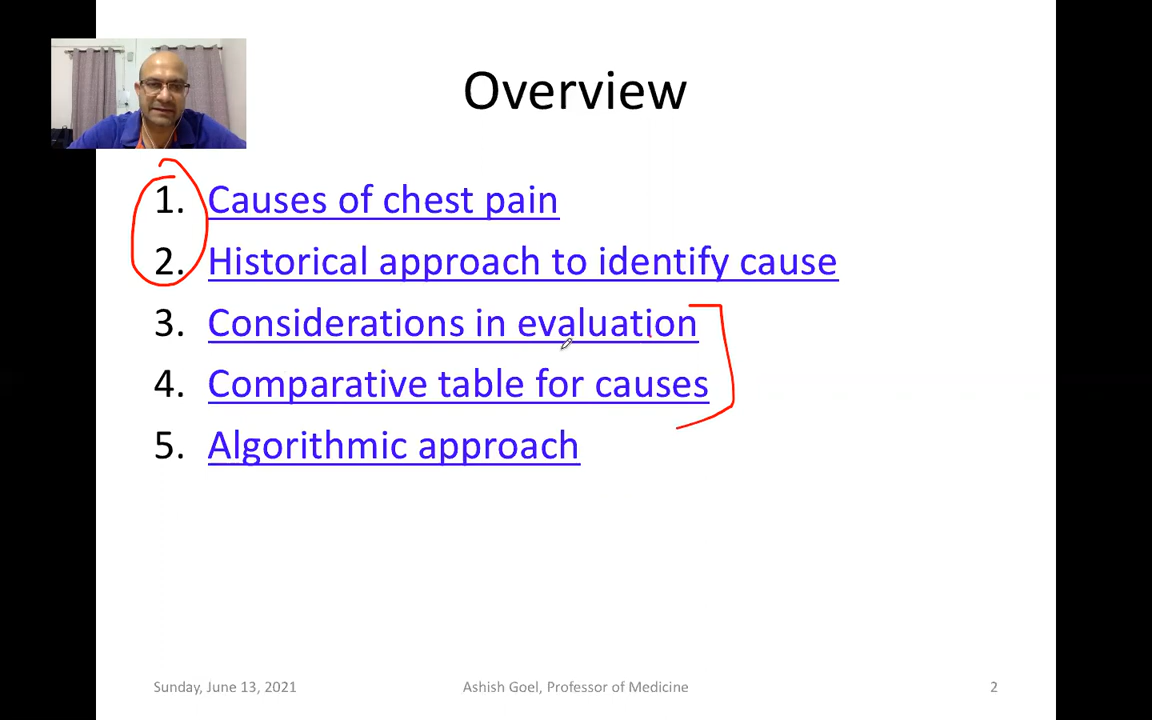 Overview
1. Causes of chest pain
2. Historical approach to identify cause
3. Considerations in evaluation
4. Comparative table for causes
5. Algorithmic approach
Sunday, June 13, 2021 Ashish Goel, Professor of Medicine 2